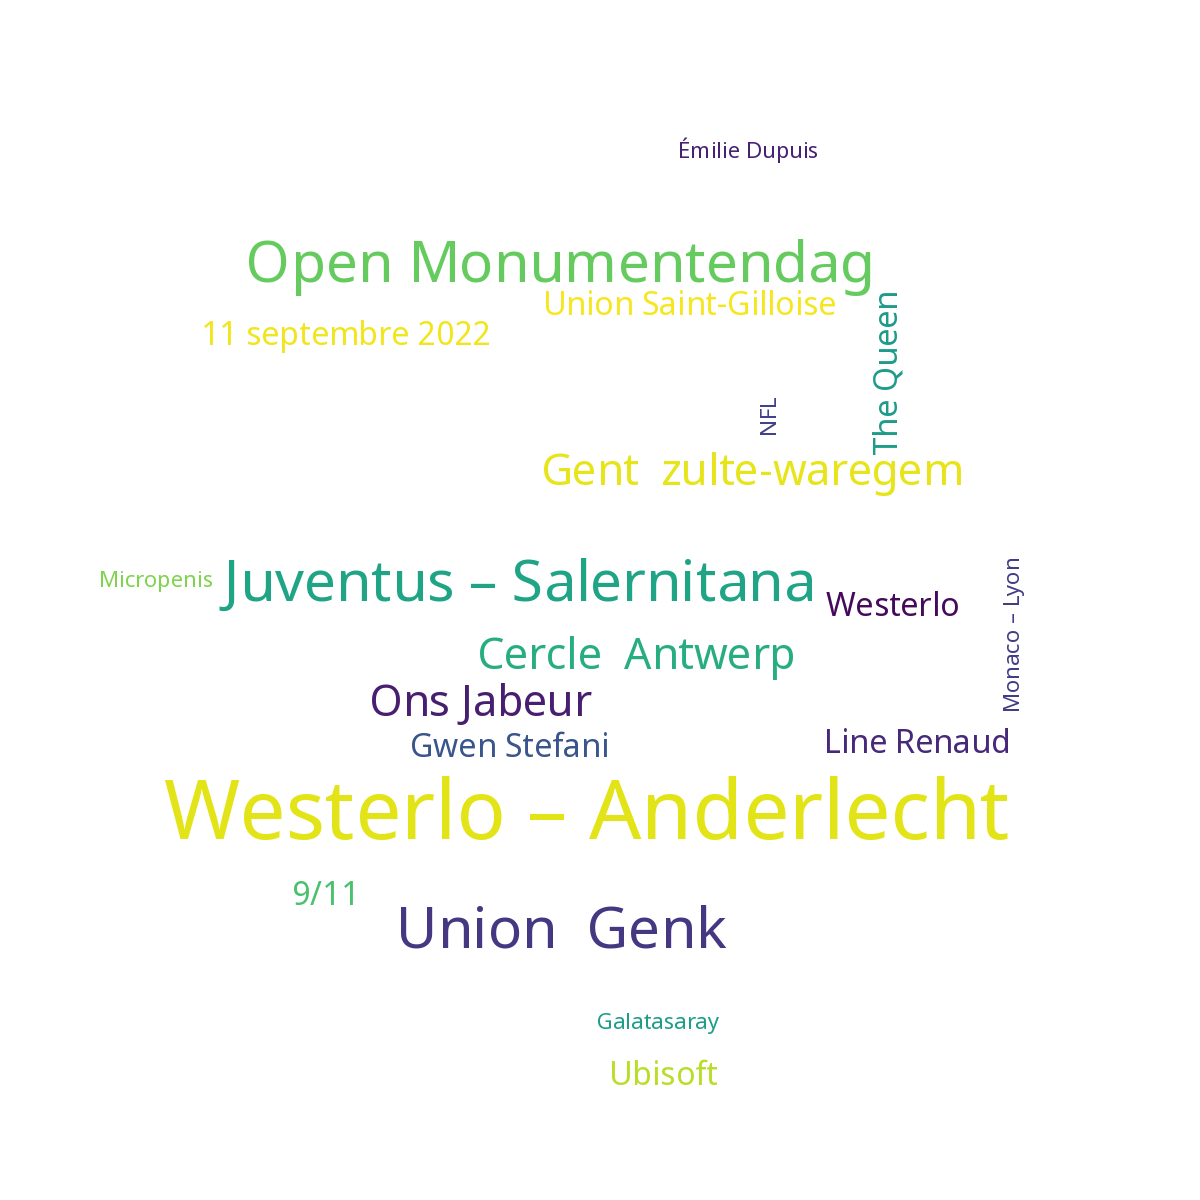 Émilie Dupuis
Open Monumentendag
Union Saint-Gilloise
11 septembre 2022
The Queen
NFL
Gent  zulte-waregem
Juventus – Salernitana
Micropenis
Westerlo
Monaco – Lyon
Cercle  Antwerp
Ons Jabeur
Gwen Stefani
Line Renaud
Westerlo – Anderlecht
9/11
Union  Genk
Galatasaray
Ubisoft